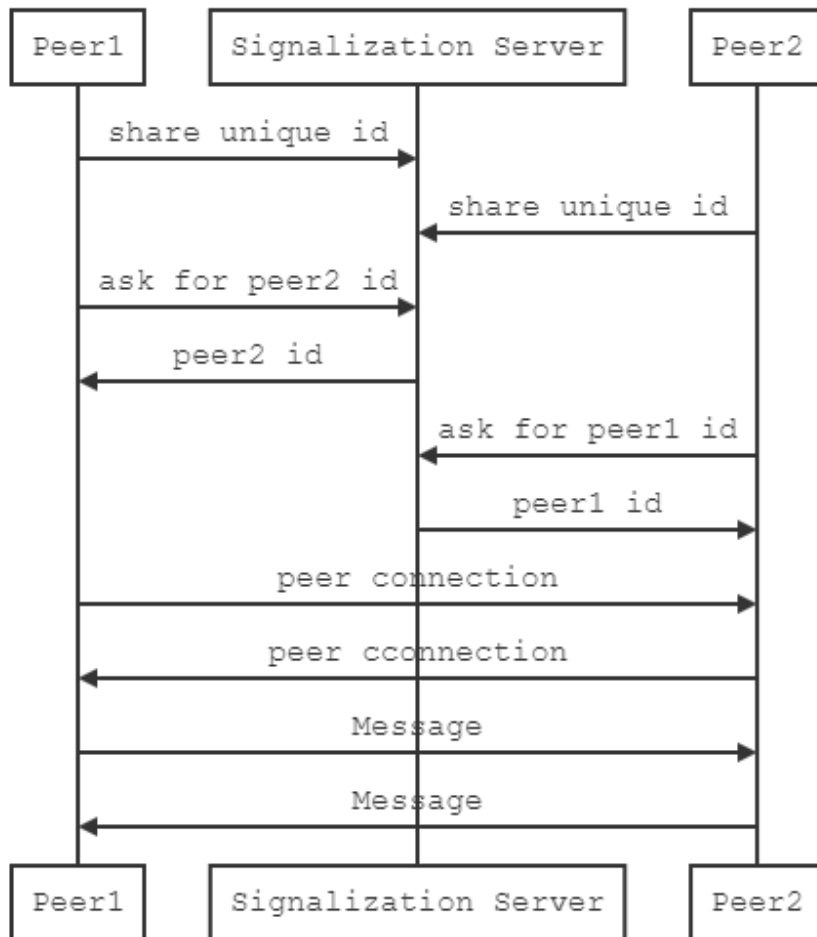 Peer1
Signalization Server
Peer2
share unique id
share unique id
ask for peer2 id
peer2 id
ask for peer1 id
peer1 id
peer connection
peer cconnection
Message
Message
Peer1
Signalization Server
Peer2